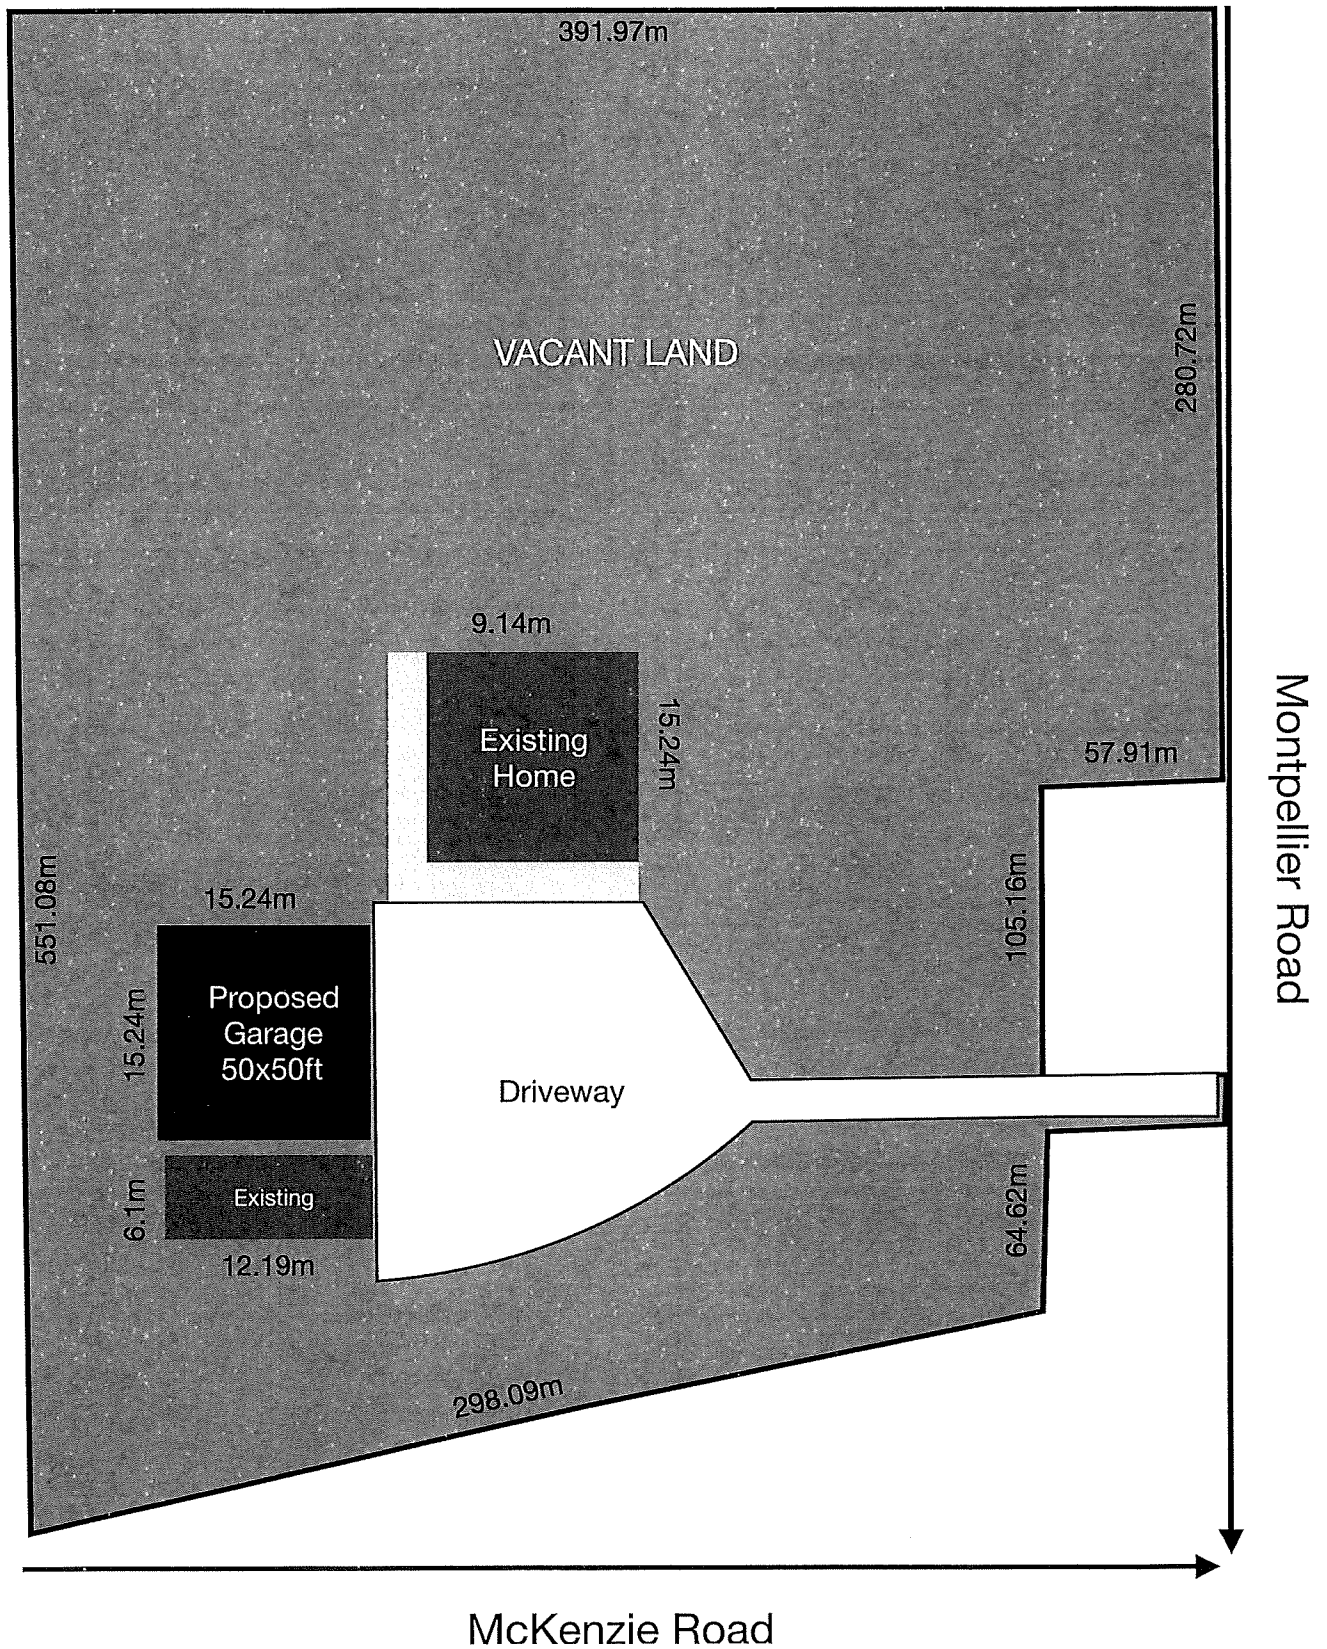 391.97m
280.72m
VACANT LAND
9.14m
Existing
Home
15.24m
57.91m
Montpellier Road
551.08m
105.16m
15.24m
15.24m
Proposed
Garage
50x50ft
Driveway
6.1m
Existing
12.19m
64.62m
298.09m
McKenzie Road